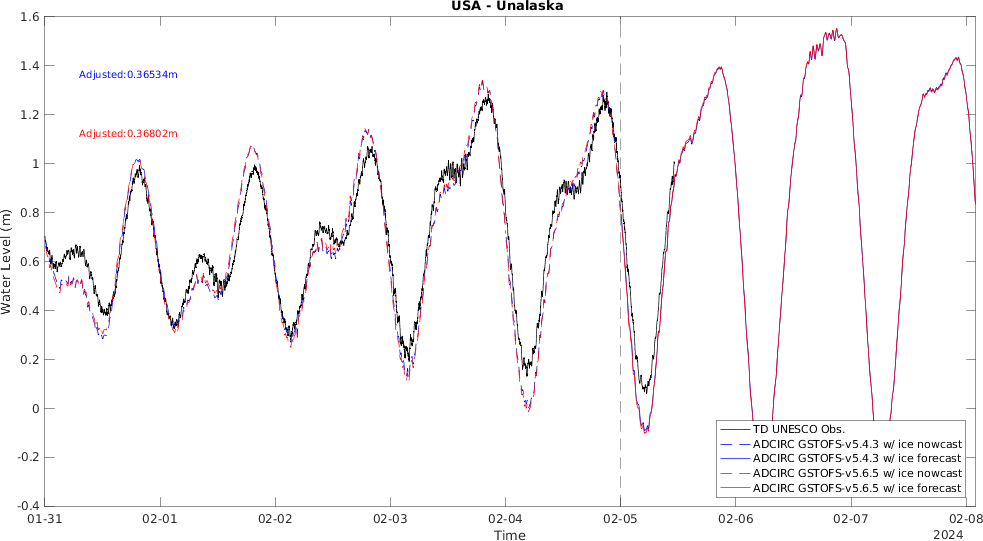 USA - Unalaska
1.6
1.4
1.2
1
0.8
0.6
0.4
0.2
0
-0.2
-0.4
Water Level (m)
Adjusted:0.36534m
Adjusted:0.36802m
TD UNESCO Obs.
ADCIRC GSTOFS-v5.4.3 w/ ice nowcast
ADCIRC GSTOFS-v5.4.3 w/ ice forecast
ADCIRC GSTOFS-v5.6.5 w/ ice nowcast
ADCIRC GSTOFS-v5.6.5 w/ ice forecast
01-31 02-01 02-02 02-03 02-04 02-05 02-06 02-07 02-08
Time
2024